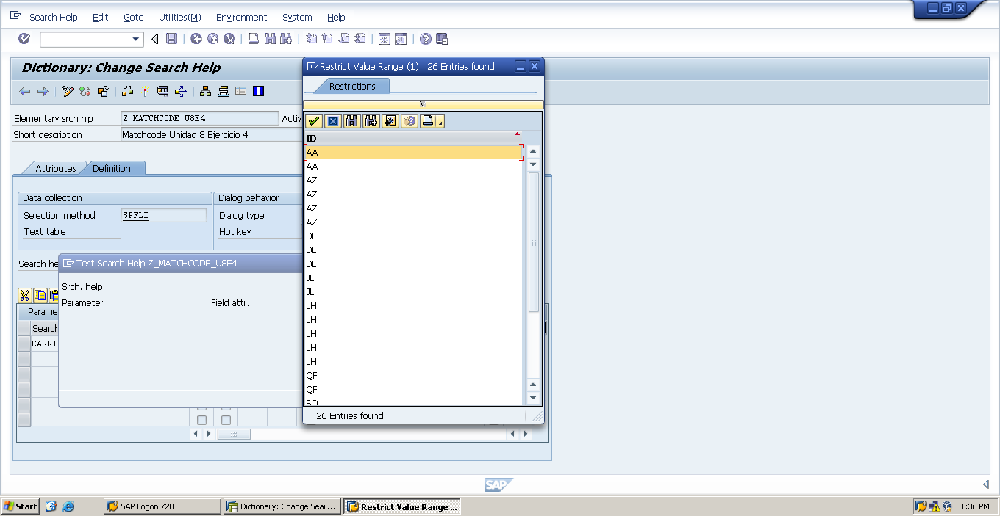 Search Help Edit Goto Utilities(M) Environment System Help
Dictionary: Change Search Help
Elementary srch hlp Z_MATCHCODE_U8E4 Activ
Short description Matchcode Unidad 8 Ejercicio 4
Attributes Definition
Data collection Dialog behavior
Selection method SPFLI Dialog type
Text table Hot key
Search he
Parame
Search
CARRI
Test Search Help Z_MATCHCODE_U8E4
Srch. help
Parameter Field attr.
Restrict Value Range (1) 26 Entries found
Restrictions
ID
AA
AA
AZ
AZ
AZ
AZ
DL
DL
DL
JL
JL
LH
LH
LH
LH
LH
QF
QF
SQ
26 Entries found
SAP
Start SAP Logon 720 Dictionary: Change Sear... Restrict Value Range ... 1:36 PM